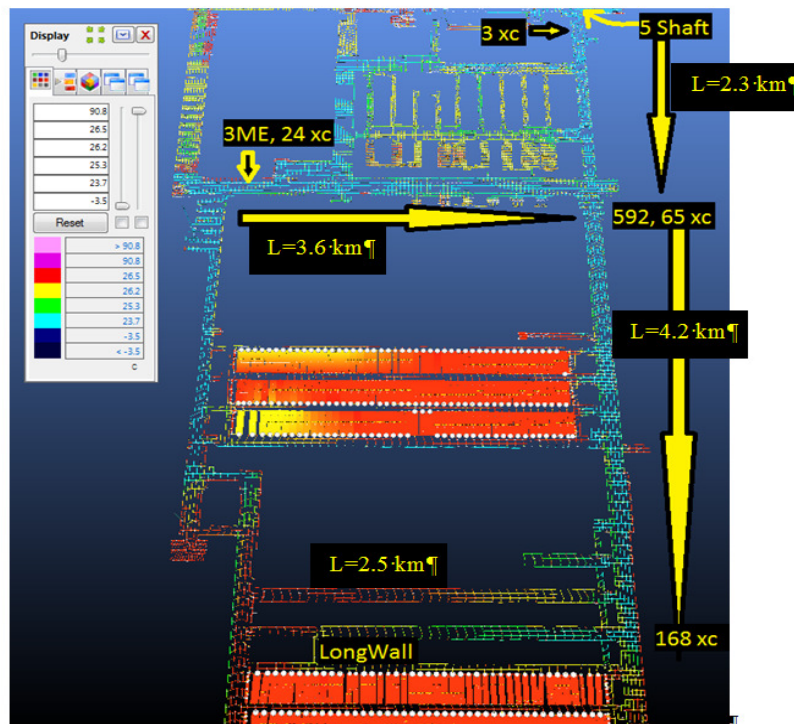 Display
90.8
26.5
26.2
25.3
23.7
-3.5
Reset
> 90.8
90.8
26.5
26.2
25.3
23.7
-3.5
< -3.5
C
3 xc
5 Shaft
L=2.3·km¶
3ME, 24 xc
592, 65 xc
L=3.6·km¶
L=4.2·km¶
L=2.5·km¶
168 xc
LongWall
¶